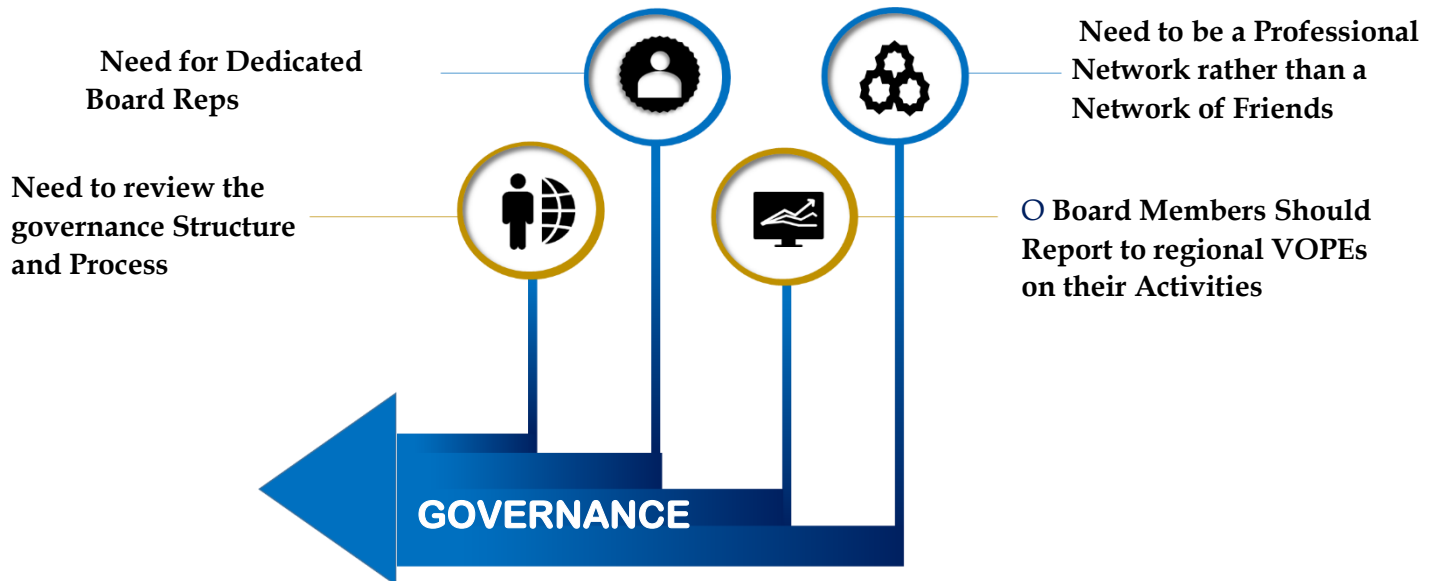 Need for Dedicated
Board Reps
Need to be a Professional
Network rather than a
Network of Friends
Need to review the
governance Structure
and Process
O Board Members Should
Report to regional VOPEs
on their Activities
GOVERNANCE